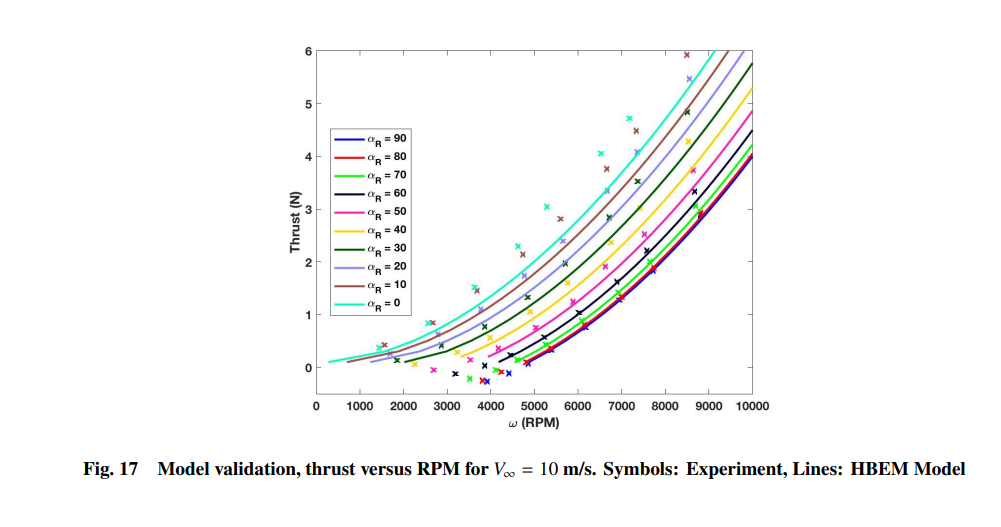 6
5
4
3
2
1
0
Thrust (N)
α_R = 90
α_R = 80
α_R = 70
α_R = 60
α_R = 50
α_R = 40
α_R = 30
α_R = 20
α_R = 10
α_R = 0
0 1000 2000 3000 4000 5000 6000 7000 8000 9000 10000
ω (RPM)
Fig. 17 Model validation, thrust versus RPM for V∞ = 10 m/s. Symbols: Experiment, Lines: HBEM Model